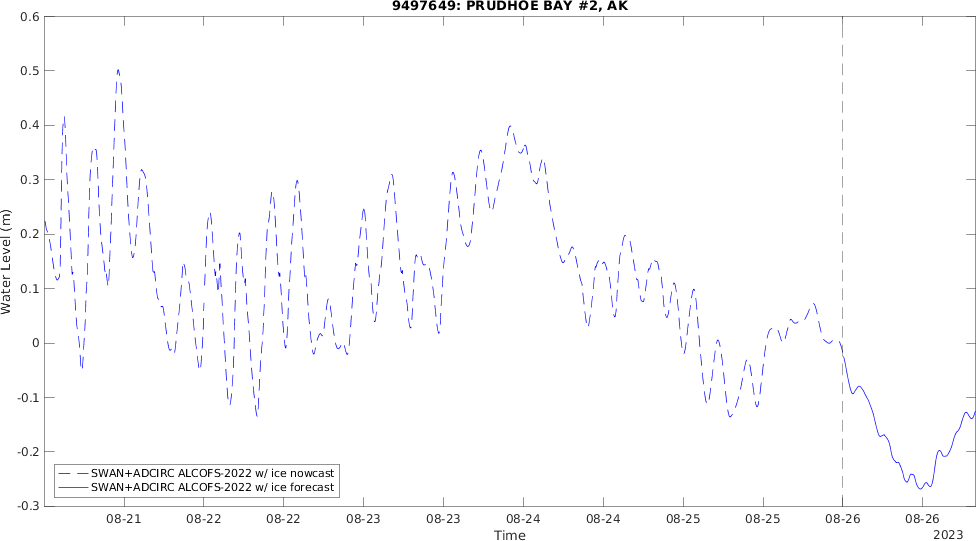 9497649: PRUDHOE BAY #2, AK
0.6
0.5
0.4
0.3
0.2
0.1
0
-0.1
-0.2
-0.3
Water Level (m)
SWAN+ADCIRC ALCOFS-2022 w/ ice nowcast
SWAN+ADCIRC ALCOFS-2022 w/ ice forecast
08-21 08-22 08-22 08-23 08-23 08-24 08-24 08-25 08-25 08-26 08-26
Time
2023